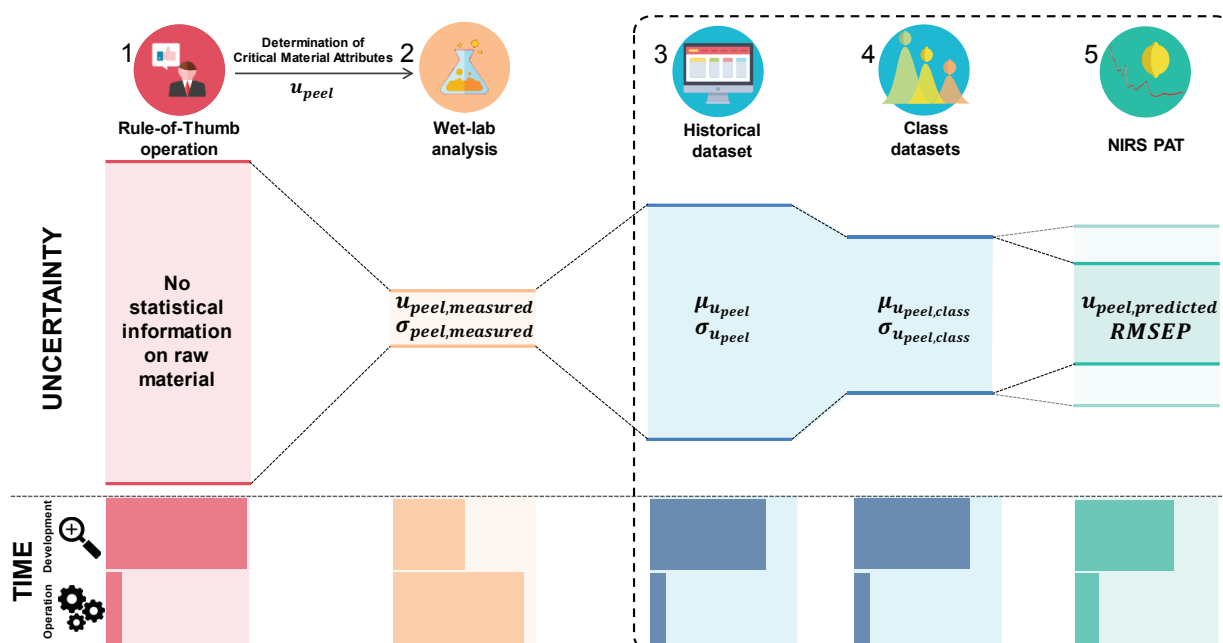 1
Determination of
Critical Material Attributes
u_peel
2
3
4
5
Rule-of-Thumb
operation
Wet-lab
analysis
Historical
dataset
Class
datasets
NIRS PAT
UNCERTAINTY
No
statistical
information
on raw
material
u_peel,measured
σ_peel,measured
μ_u_peel
σ_u_peel
μ_u_peel,class
σ_u_peel,class
u_peel,predicted
RMSEP
TIME
Development
Operation